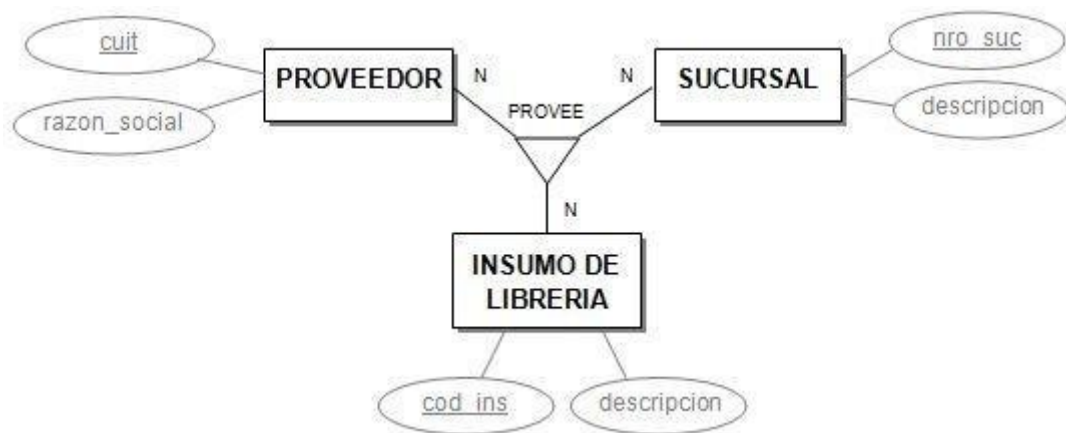 cuit
nro_suc
PROVEEDOR
N
N
SUCURSAL
razon_social
PROVEE
descripcion
N
INSUMO DE
LIBRERIA
cod_ins
descripcion